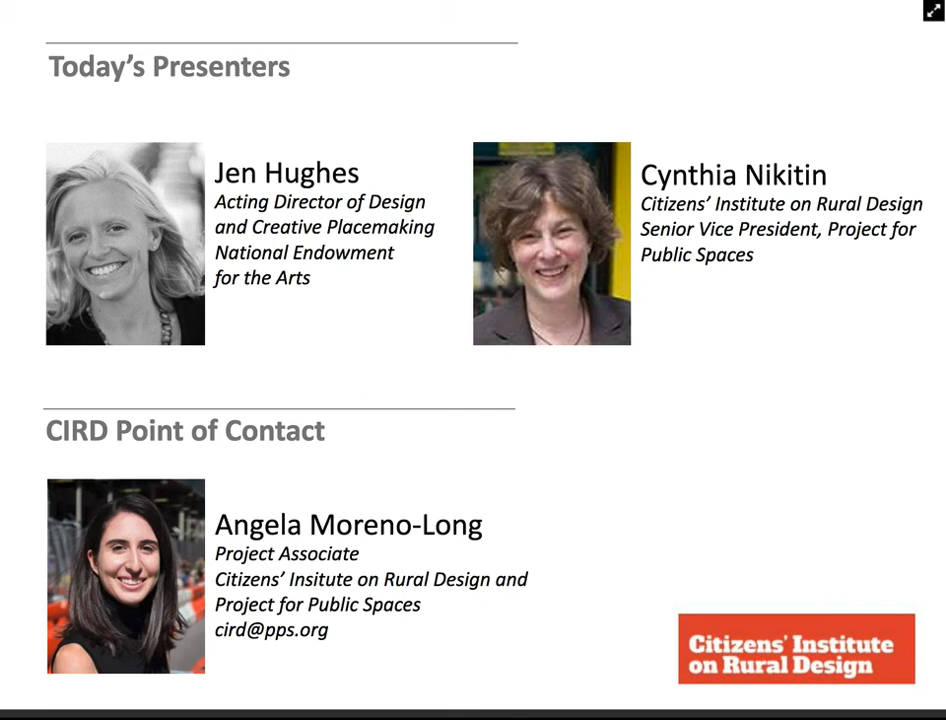 Today's Presenters
Jen Hughes
Acting Director of Design
and Creative Placemaking
National Endowment
for the Arts
Cynthia Nikitin
Citizens' Institute on Rural Design
Senior Vice President, Project for
Public Spaces
CIRD Point of Contact
Angela Moreno-Long
Project Associate
Citizens' Insitute on Rural Design and
Project for Public Spaces
cird@pps.org
Citizens' Institute
on Rural Design